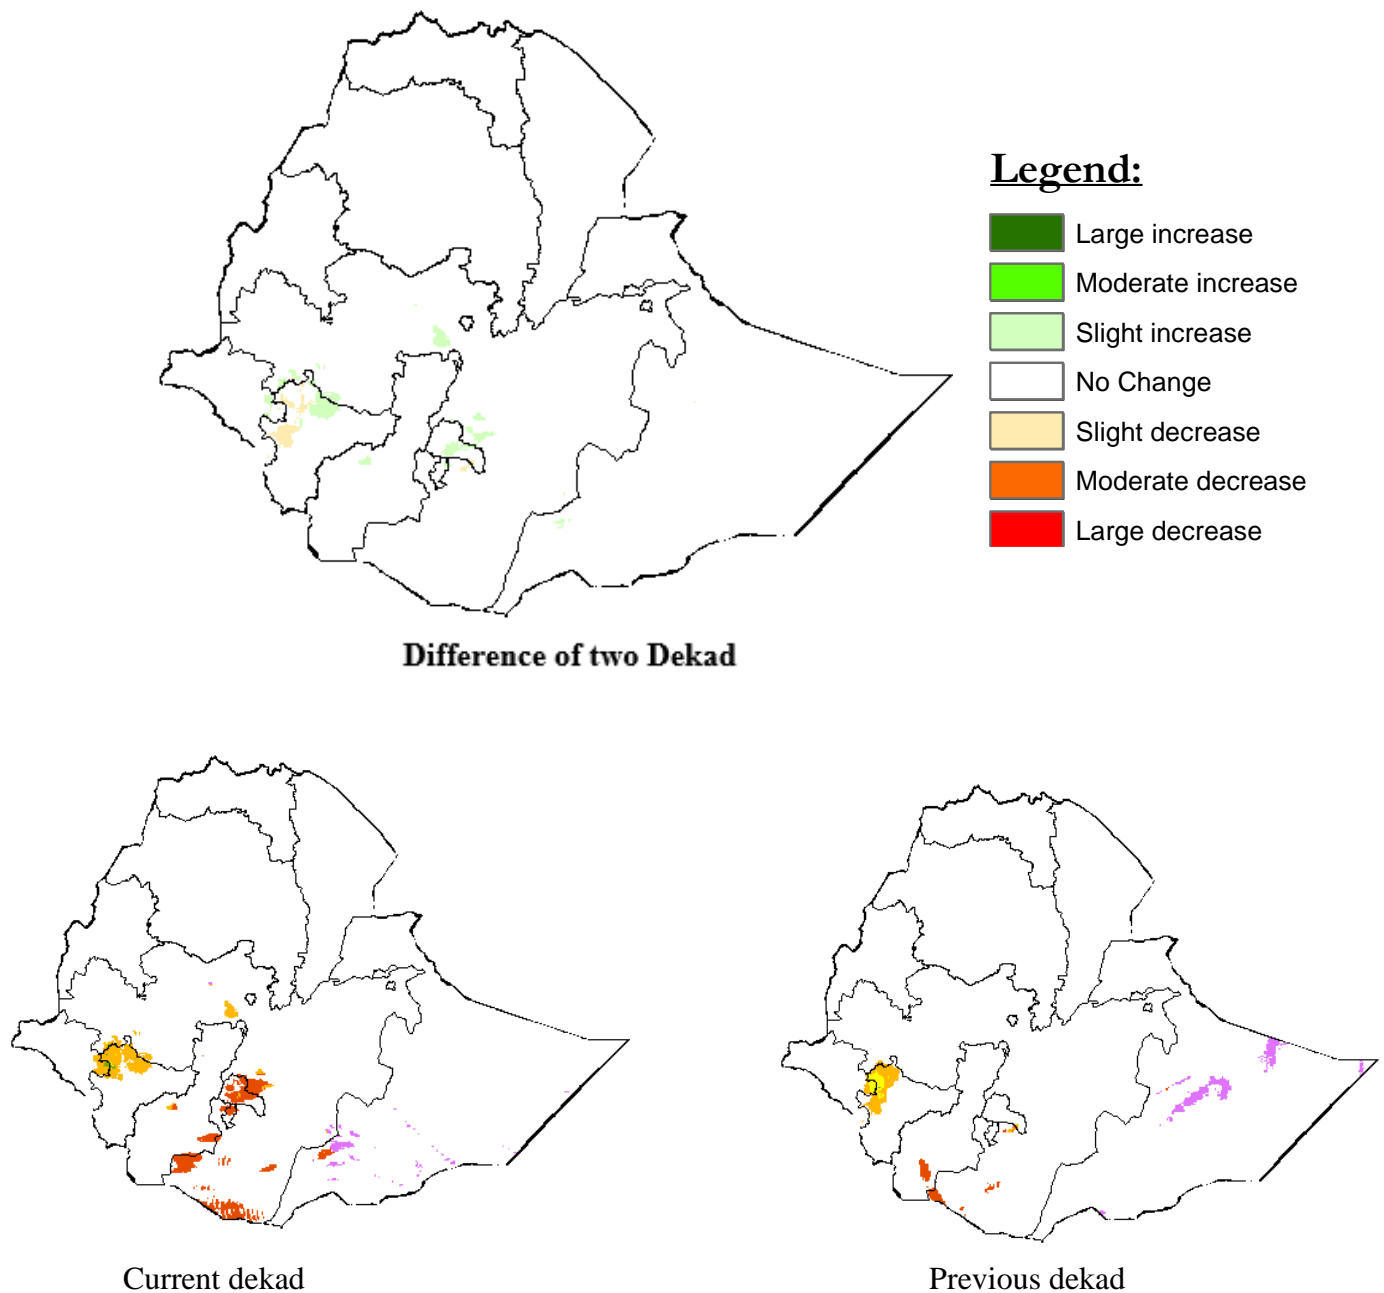 Legend:
Large increase
Moderate increase
Slight increase
No Change
Slight decrease
Moderate decrease
Large decrease
Difference of two Dekad
Current dekad
Previous dekad